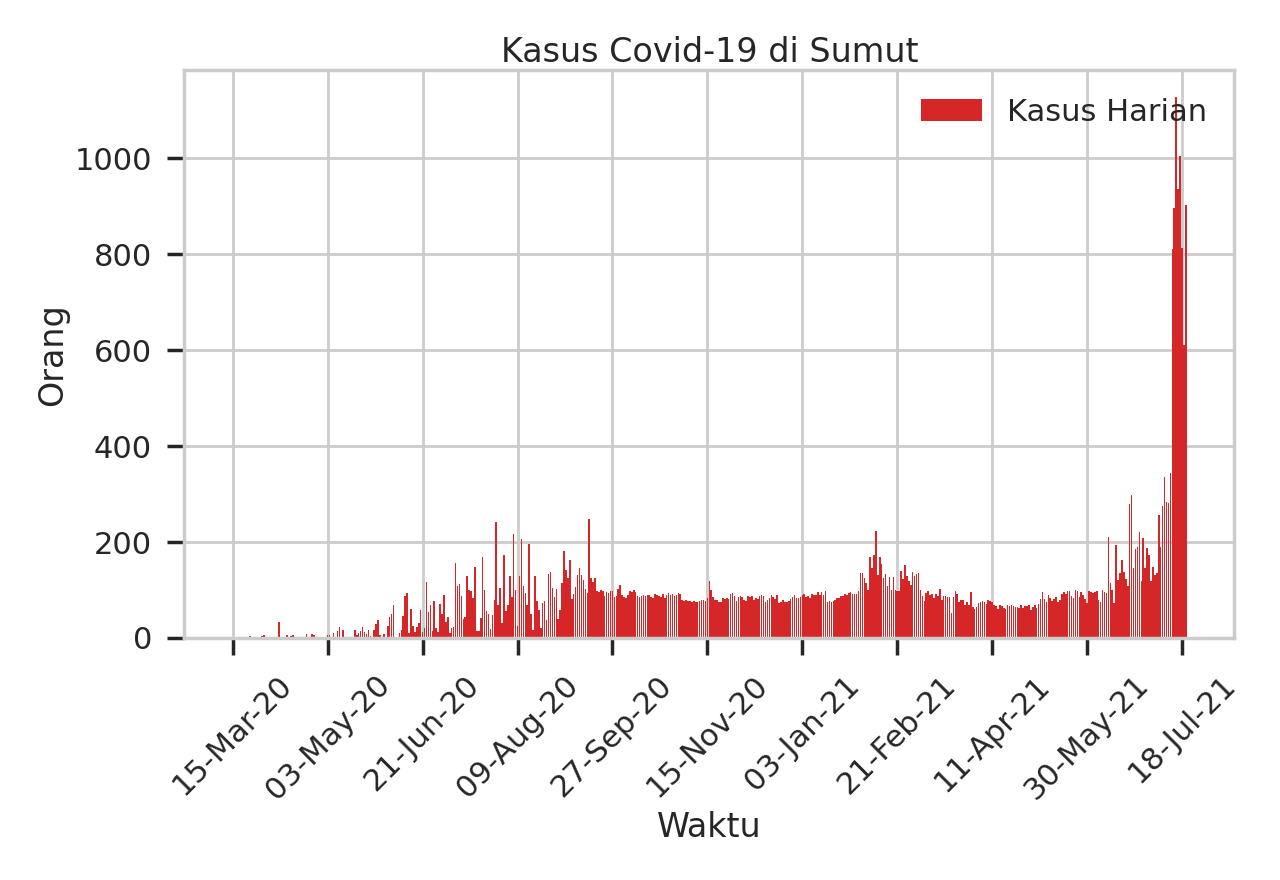 Kasus Covid-19 di Sumut
Kasus Harian
1000
800
600
400
200
0
Orang
15-Mar-20
03-May-20
21-Jun-20
09-Aug-20
27-Sep-20
15-Nov-20
03-Jan-21
21-Feb-21
11-Apr-21
30-May-21
18-Jul-21
Waktu